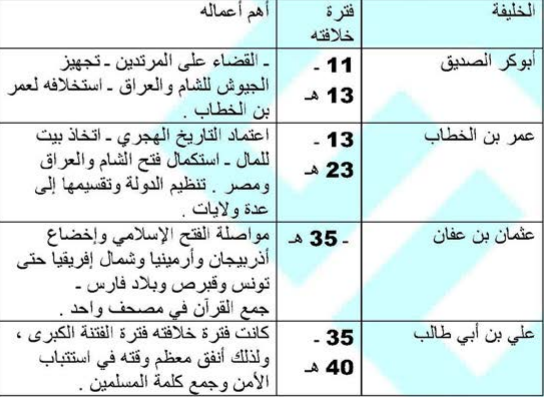 الخليفة
فترة
خلافته
أهم أعماله
أبوكر الصديق
11 -
13 هـ
ـ القضاء على المرتدين ـ تجهيز
الجيوش للشام والعراق ـ استخلافه لعمر
بن الخطاب .
عمر بن الخطاب
13 -
23 هـ
اعتماد التاريخ الهجري ـ اتخاذ بيت
للمال ـ استكمال فتح الشام والعراق
ومصر . تنظيم الدولة وتقسيمها إلى
عدة ولايات .
عثمان بن عفان
- 35 هـ
مواصلة الفتح الإسلامي وإخضاع
أذربيجان وأرمينيا وشمال إفريقيا حتى
تونس وقبرص وبلاد فارس ـ
جمع القرآن في مصحف واحد .
علي بن أبي طالب
35 -
40 هـ
كانت فترة خلافته فترة الفتنة الكبرى ،
ولذلك أنفق معظم وقته في استتباب
الأمن وجمع كلمة المسلمين .